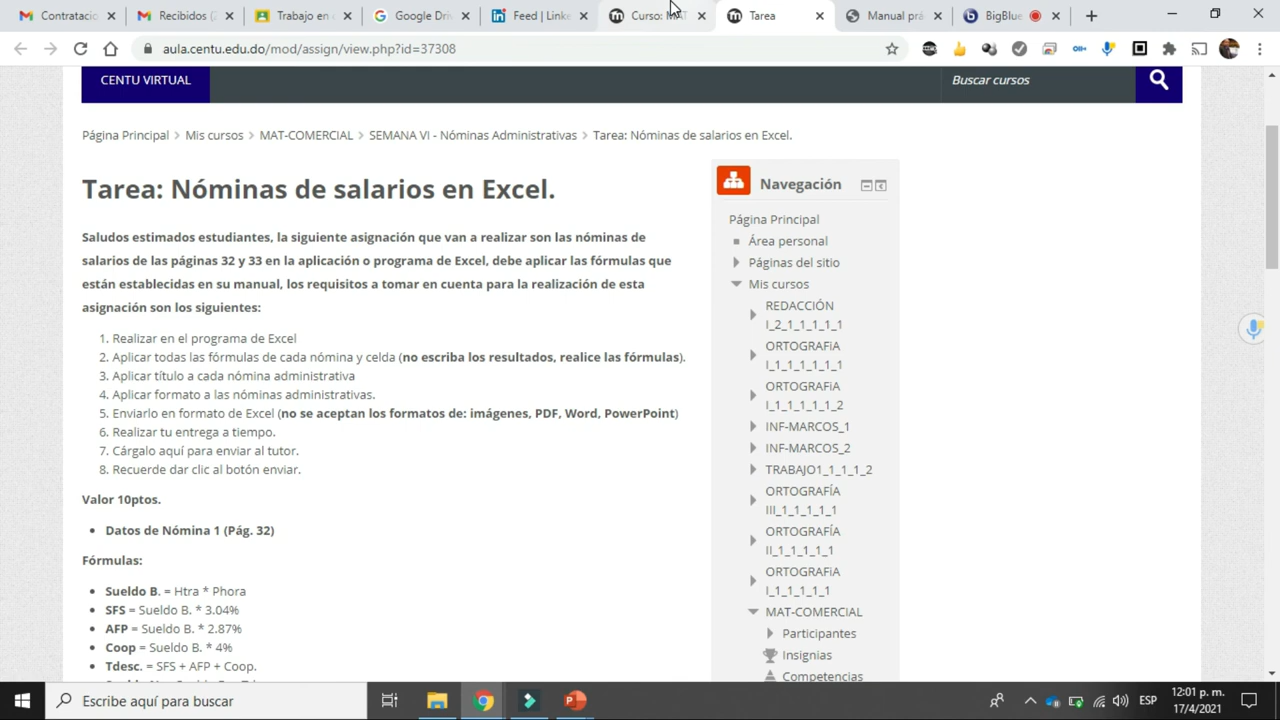 Contratacio
Recibidos (2
Trabajo en c
Google Driv
Feed | Linke
Curso: MAT
Tarea
Manual prá
BigBlue
aula.centu.edu.do/mod/assign/view.php?id=37308
CENTU VIRTUAL
Buscar cursos
Página Principal > Mis cursos > MAT-COMERCIAL > SEMANA VI - Nóminas Administrativas > Tarea: Nóminas de salarios en Excel.
Tarea: Nóminas de salarios en Excel.
Saludos estimados estudiantes, la siguiente asignación que van a realizar son las nóminas de
salarios de las páginas 32 y 33 en la aplicación o programa de Excel, debe aplicar las fórmulas que
están establecidas en su manual, los requisitos a tomar en cuenta para la realización de esta
asignación son los siguientes:
1. Realizar en el programa de Excel
2. Aplicar todas las fórmulas de cada nómina y celda (no escriba los resultados, realice las fórmulas).
3. Aplicar título a cada nómina administrativa
4. Aplicar formato a las nóminas administrativas.
5. Enviarlo en formato de Excel (no se aceptan los formatos de: imágenes, PDF, Word, PowerPoint)
6. Realizar tu entrega a tiempo.
7. Cárgalo aquí para enviar al tutor.
8. Recuerde dar clic al botón enviar.
Valor 10ptos.
• Datos de Nómina 1 (Pág. 32)
Fórmulas:
• Sueldo B. = Htra * Phora
• SFS = Sueldo B. * 3.04%
• AFP = Sueldo B. * 2.87%
• Coop = Sueldo B. * 4%
• Tdesc. = SFS + AFP + Coop.
Navegación
Página Principal
Área personal
Páginas del sitio
Mis cursos
REDACCIÓN
I_2_1_1_1_1_1
ORTOGRAFíA
I_1_1_1_1_1_1
ORTOGRAFíA
I_1_1_1_1_1_2
INF-MARCOS_1
INF-MARCOS_2
TRABAJO1_1_1_1_2
ORTOGRAFÍA
III_1_1_1_1_1
ORTOGRAFÍA
II_1_1_1_1_1
ORTOGRAFíA
I_1_1_1_1_1
MAT-COMERCIAL
Participantes
Insignias
Competencias
Escribe aquí para buscar
ESP
12:01 p. m.
17/4/2021